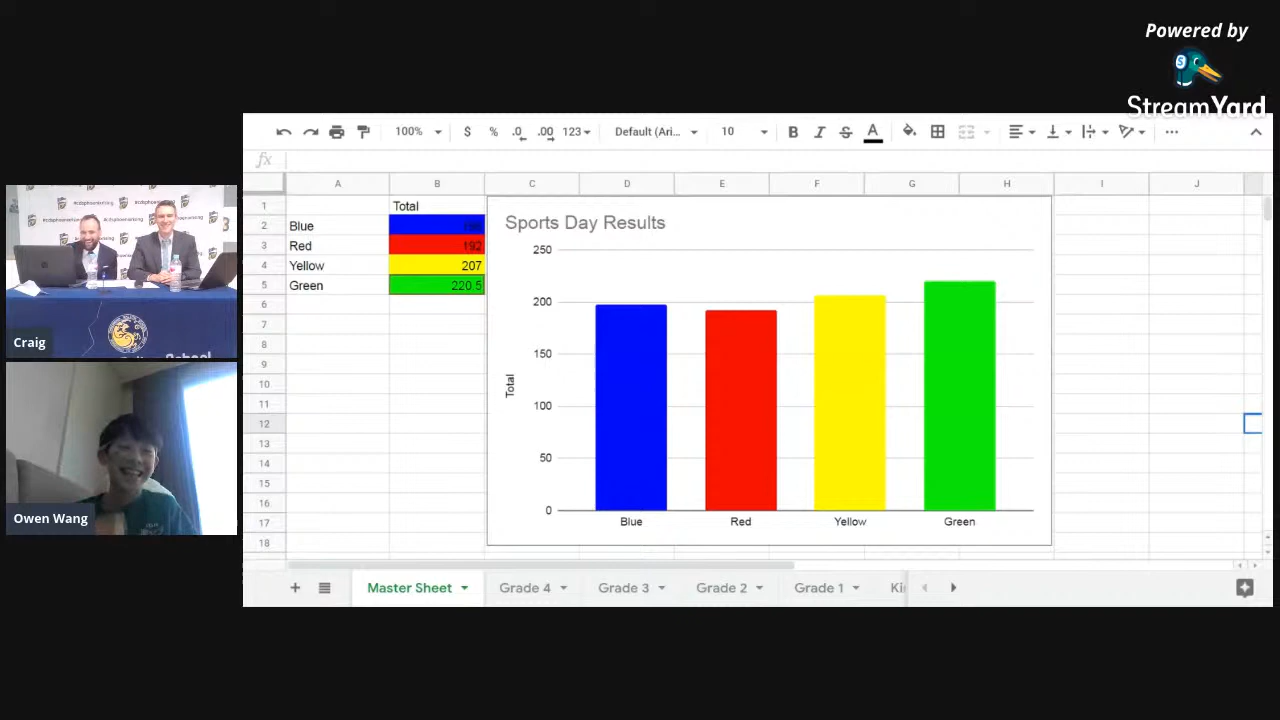 Powered by
StreamYard
100% $ % .0 .00 123 Default (Ari... 10 B I S A ...
fx
A B C D E F G H I J
1 Total
2 Blue
3 Red 192
4 Yellow 207
5 Green 220.5
6
7
8
9
10
11
12
13
14
15
16
17
18
Sports Day Results
250
200
150
100
50
0
Total
Blue Red Yellow Green
Craig
Owen Wang
+ Master Sheet Grade 4 Grade 3 Grade 2 Grade 1